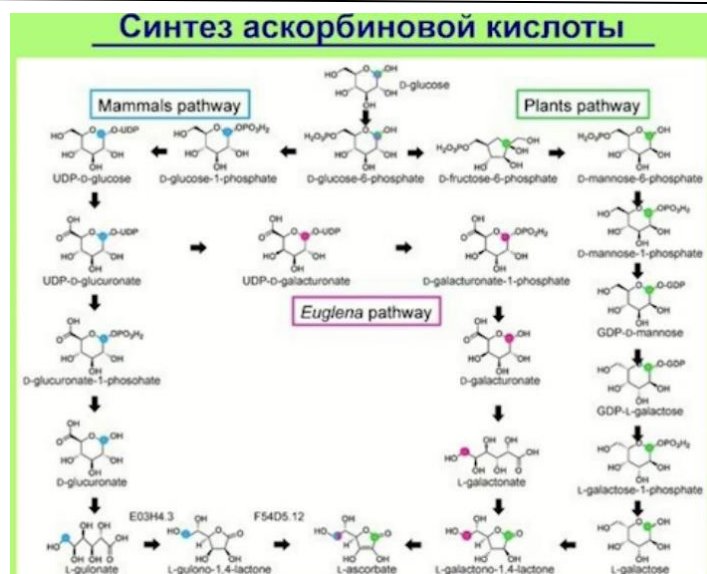 Синтез аскорбиновой кислоты
D-glucose
Mammals pathway
Plants pathway
UDP-D-glucose
D-glucose-1-phosphate
D-glucose-6-phosphate
D-fructose-6-phosphate
D-mannose-6-phosphate
D-mannose-1-phosphate
UDP-D-glucuronate
UDP-D-galacturonate
D-galacturonate-1-phosphate
Euglena pathway
GDP-D-mannose
D-glucuronate-1-phosohate
D-galacturonate
GDP-L-galactose
D-glucuronate
L-galactonate
L-galactose-1-phosphate
E03H4.3
F54D5.12
L-gulonate
L-gulono-1,4-lactone
L-ascorbate
L-galactono-1,4-lactone
L-galactose